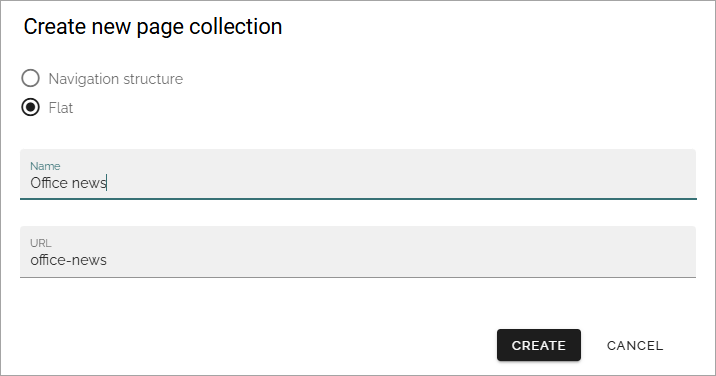 Create new page collection
Navigation structure
Flat
Name
Office news
URL
office-news
CREATE CANCEL